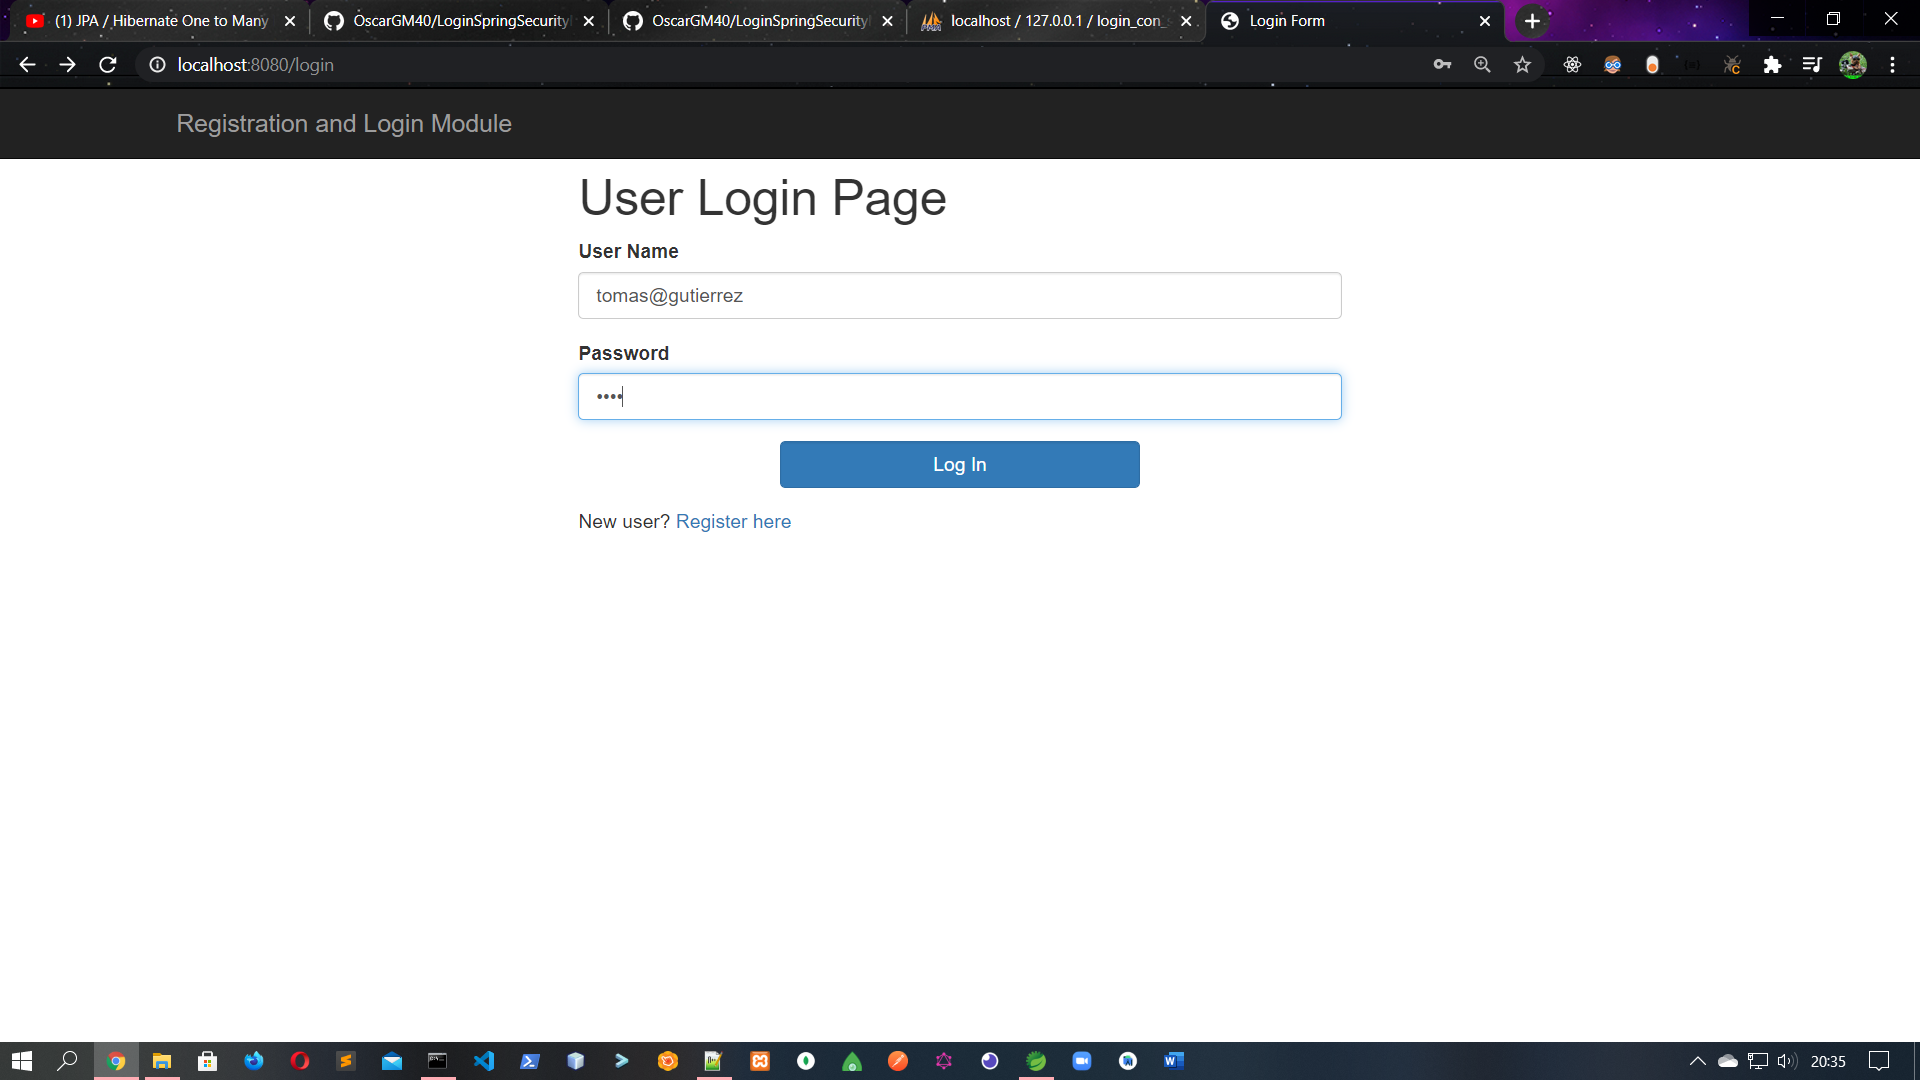 (1) JPA / Hibernate One to Many
OscarGM40/LoginSpringSecurity
OscarGM40/LoginSpringSecurity
localhost / 127.0.0.1 / login_con_
Login Form
localhost:8080/login
Registration and Login Module
User Login Page
User Name
tomas@gutierrez
Password
••••
Log In
New user? Register here
20:35